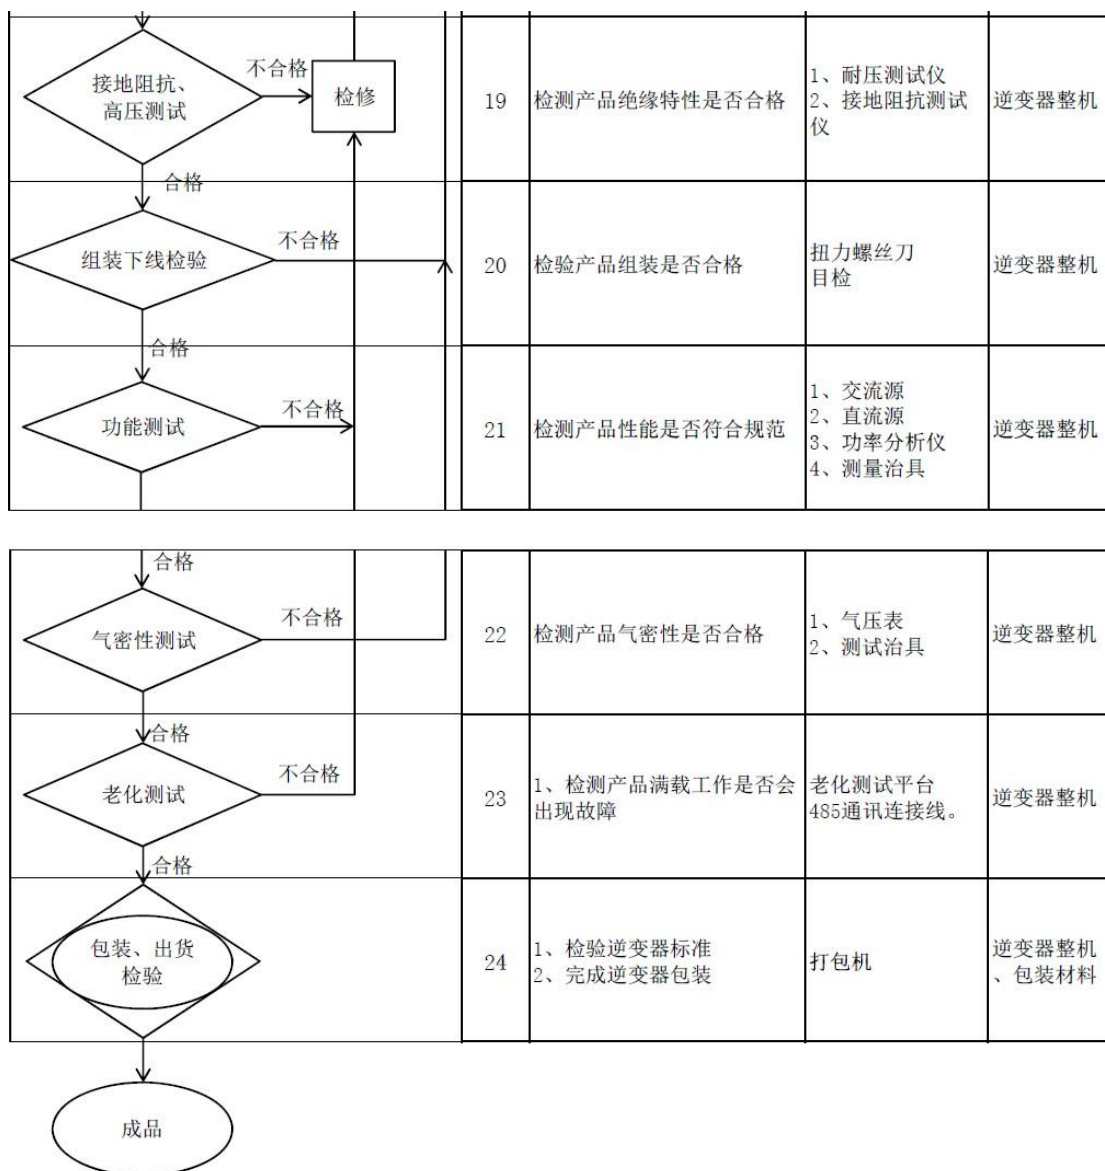 接地阻抗、
高压测试
不合格
检修
19
检测产品绝缘特性是否合格
1、耐压测试仪
2、接地阻抗测试
仪
逆变器整机
合格
组装下线检验
不合格
20
检验产品组装是否合格
扭力螺丝刀
目检
逆变器整机
合格
功能测试
不合格
21
检测产品性能是否符合规范
1、交流源
2、直流源
3、功率分析仪
4、测量治具
逆变器整机
合格
气密性测试
不合格
22
检测产品气密性是否合格
1、气压表
2、测试治具
逆变器整机
合格
老化测试
不合格
23
1、检测产品满载工作是否会
出现故障
老化测试平台
485通讯连接线。
逆变器整机
合格
包装、出货
检验
24
1、检验逆变器标准
2、完成逆变器包装
打包机
逆变器整机
、包装材料
成品